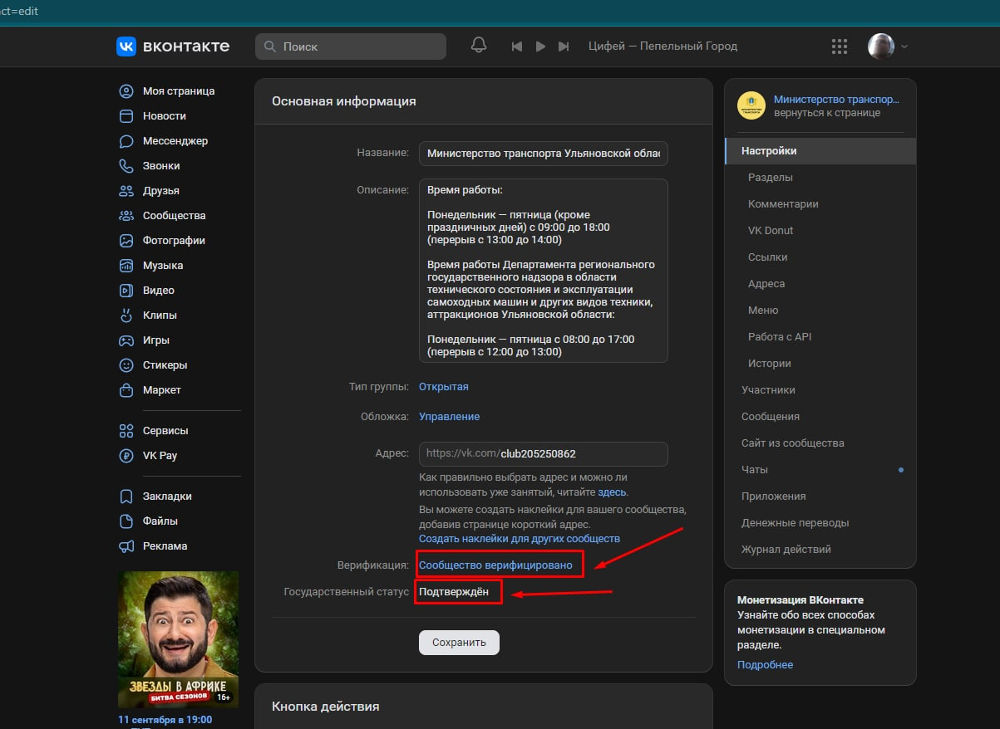 ct=edit
ВКОНТАКТЕ
Поиск
Цифей — Пепельный Город
Моя страница
Новости
Мессенджер
Звонки
Друзья
Сообщества
Фотографии
Музыка
Видео
Клипы
Игры
Стикеры
Маркет
Сервисы
VK Pay
Закладки
Файлы
Реклама
ЗВЕЗДЫ В АФРИКЕ
БИТВА СЕЗОНОВ
16+
11 сентября в 19:00
Основная информация
Название: Министерство транспорта Ульяновской облас
Описание: Время работы:
Понедельник — пятница (кроме
праздничных дней) с 09:00 до 18:00
(перерыв с 13:00 до 14:00)
Время работы Департамента регионального
государственного надзора в области
технического состояния и эксплуатации
самоходных машин и других видов техники,
аттракционов Ульяновской области:
Понедельник — пятница с 08:00 до 17:00
(перерыв с 12:00 до 13:00)
Тип группы: Открытая
Обложка: Управление
Адрес: https://vk.com/club205250862
Как правильно выбрать адрес и можно ли
использовать уже занятый, читайте здесь.
Вы можете создать наклейки для вашего сообщества,
добавив странице короткий адрес.
Создать наклейки для других сообществ
Верификация: Сообщество верифицировано
Государственный статус Подтверждён
Сохранить
Кнопка действия
Министерство транспор...
вернуться к странице
Настройки
Разделы
Комментарии
VK Donut
Ссылки
Адреса
Меню
Работа с API
Истории
Участники
Сообщения
Сайт из сообщества
Чаты
Приложения
Денежные переводы
Журнал действий
Монетизация ВКонтакте
Узнайте обо всех способах
монетизации в специальном
разделе.
Подробнее